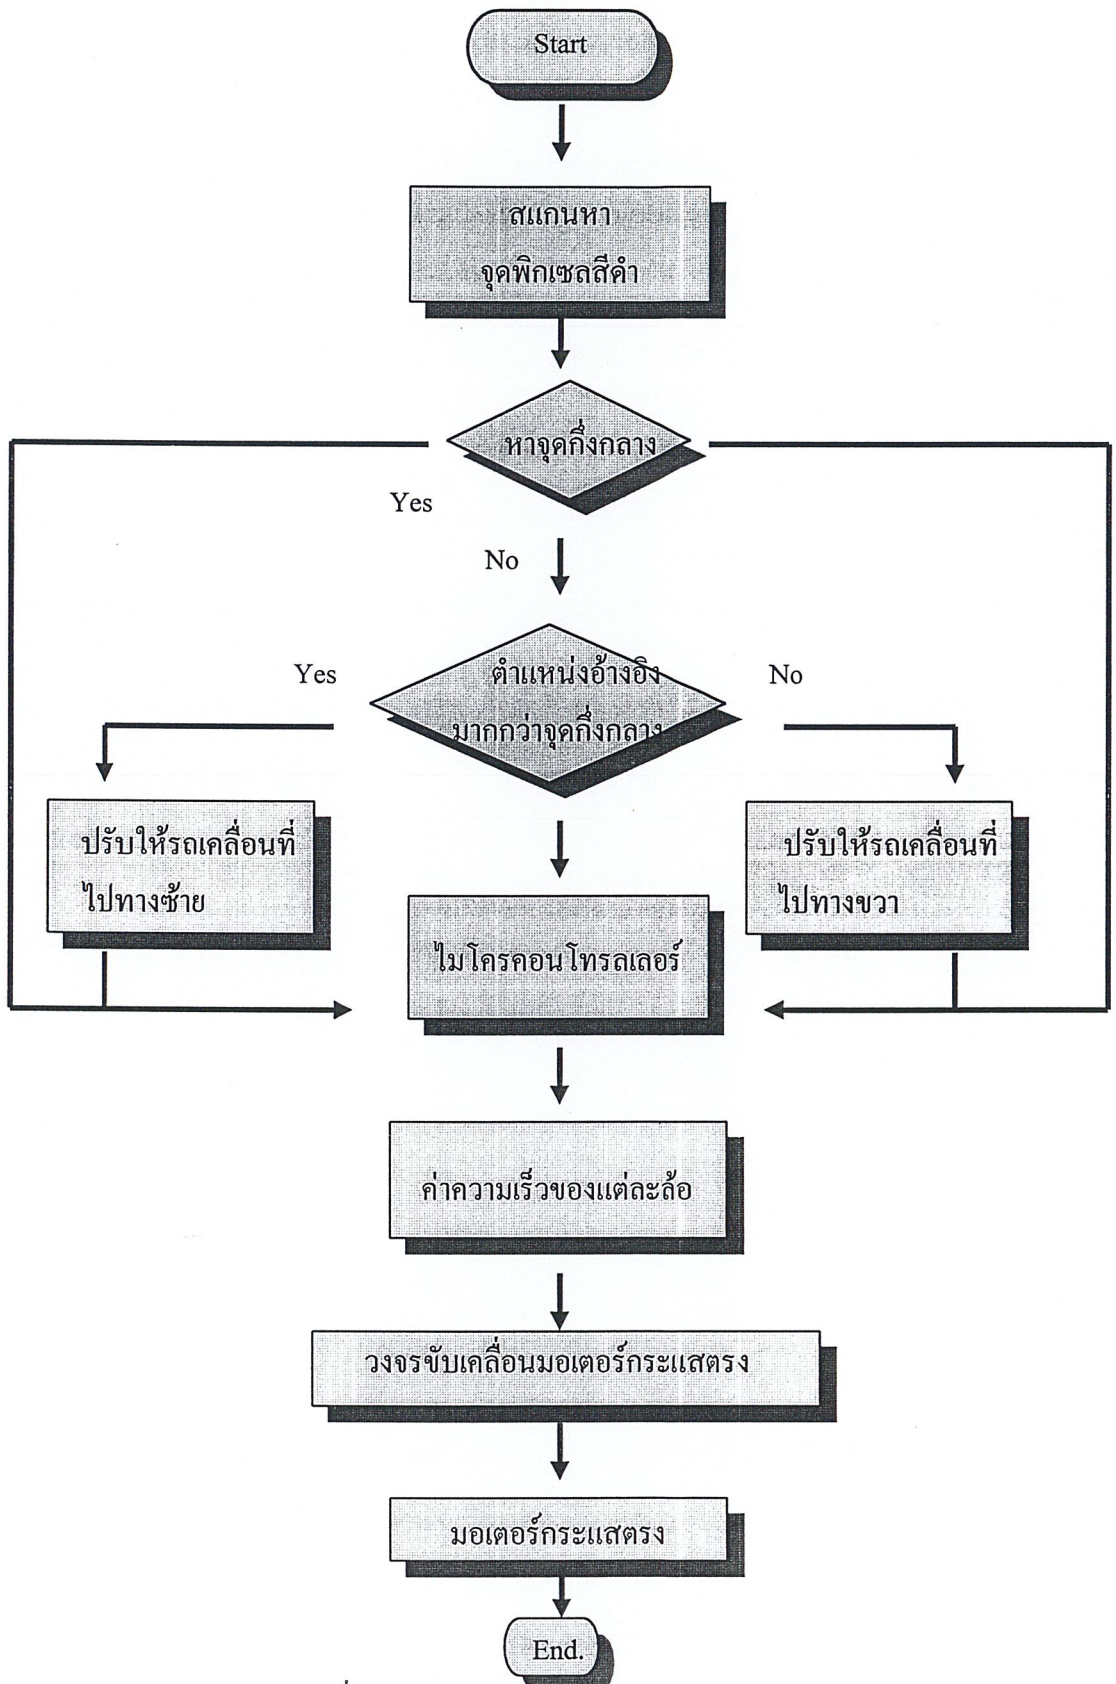 Start
สแกนหา
จุดพิกเซลสีดำ
หาจุดกึ่งกลาง
Yes
No
ตำแหน่งอ้างอิง
มากกว่าจุดกึ่งกลาง
Yes
No
ปรับให้รถเคลื่อนที่
ไปทางซ้าย
ปรับให้รถเคลื่อนที่
ไปทางขวา
ไมโครคอนโทรลเลอร์
ค่าความเร็วของแต่ละล้อ
วงจรขับเคลื่อนมอเตอร์กระแสตรง
มอเตอร์กระแสตรง
End.